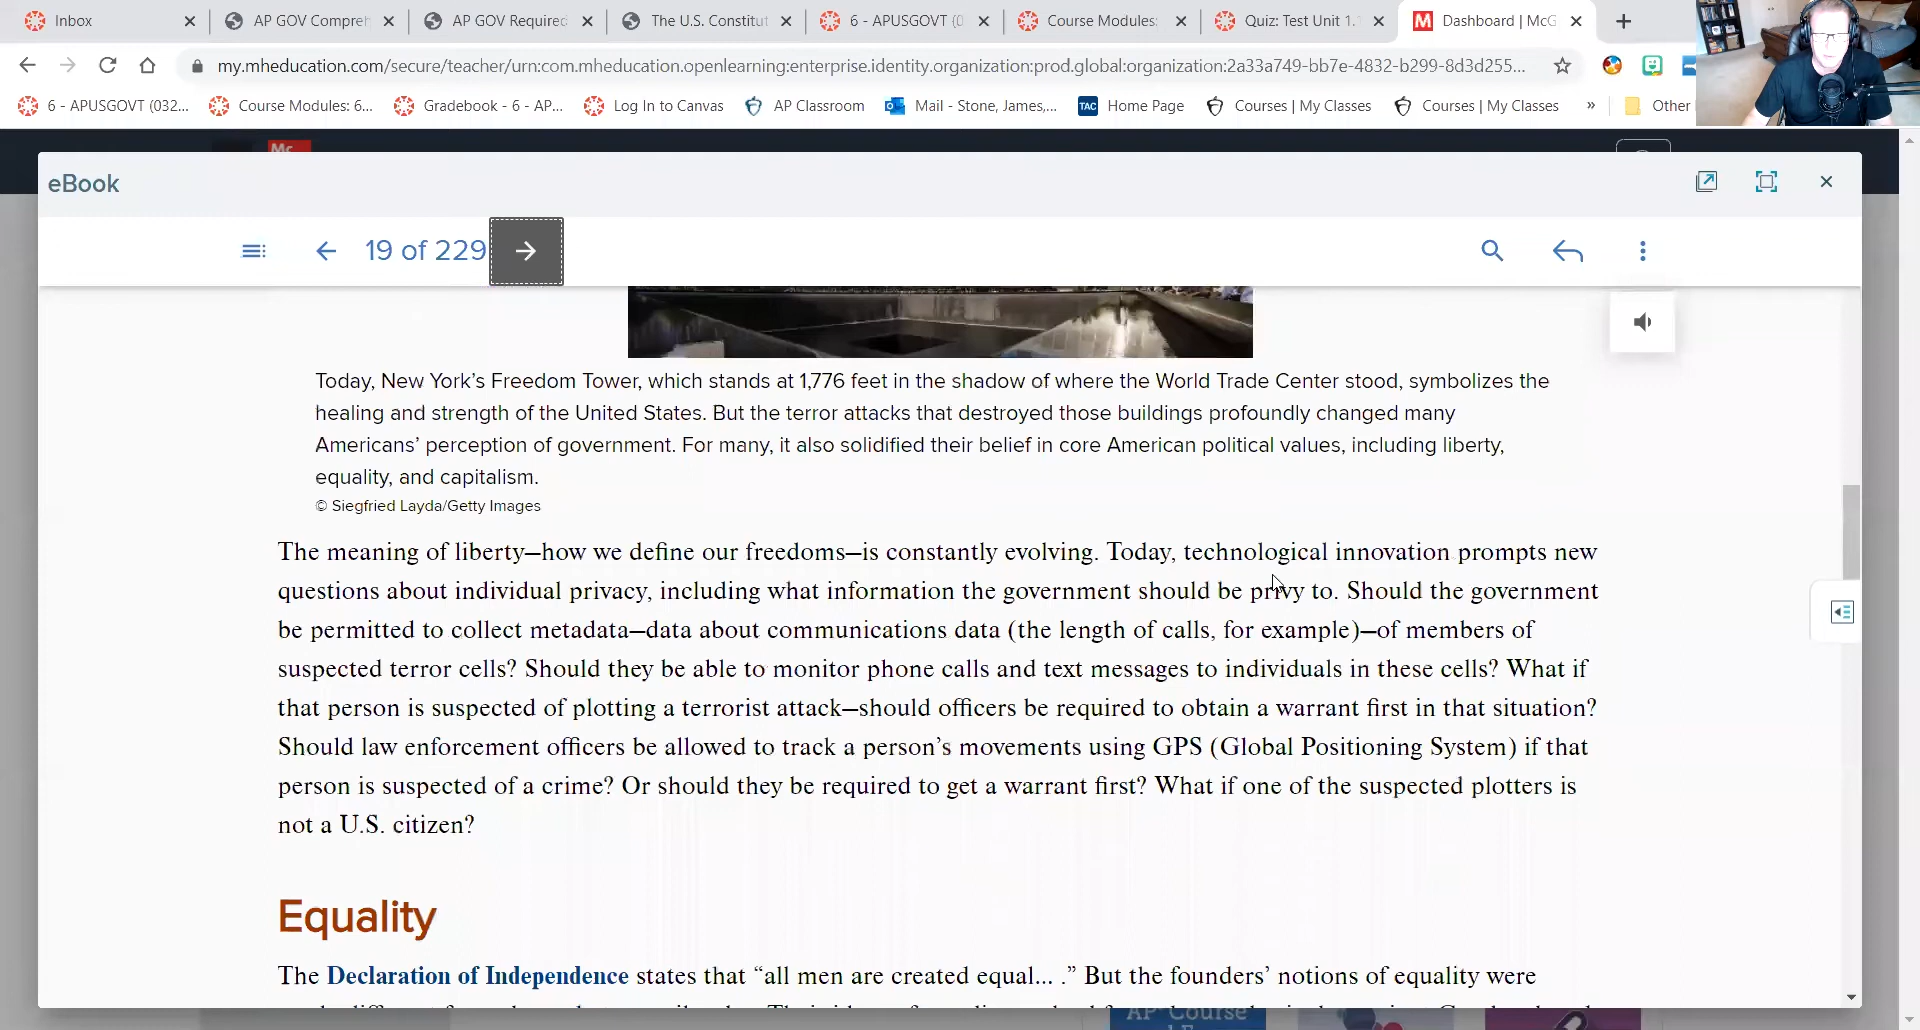 Inbox
AP GOV Compreh
AP GOV Required
The U.S. Constitut
6 - APUSGOVT (0
Course Modules:
Quiz: Test Unit 1.
Dashboard | McG
my.mheducation.com/secure/teacher/urn:com.mheducation.openlearning:enterprise.identity.organization:prod.global:organization:2a33a749-bb7e-4832-b299-8d3d255...
6 - APUSGOVT (032...
Course Modules: 6...
Gradebook - 6 - AP...
Log In to Canvas
AP Classroom
Mail - Stone, James,...
TAC Home Page
Courses | My Classes
Courses | My Classes
»
Other
Mc
eBook
19 of 229
Today, New York’s Freedom Tower, which stands at 1,776 feet in the shadow of where the World Trade Center stood, symbolizes the
healing and strength of the United States. But the terror attacks that destroyed those buildings profoundly changed many
Americans’ perception of government. For many, it also solidified their belief in core American political values, including liberty,
equality, and capitalism.
© Siegfried Layda/Getty Images
The meaning of liberty—how we define our freedoms—is constantly evolving. Today, technological innovation prompts new
questions about individual privacy, including what information the government should be privy to. Should the government
be permitted to collect metadata—data about communications data (the length of calls, for example)—of members of
suspected terror cells? Should they be able to monitor phone calls and text messages to individuals in these cells? What if
that person is suspected of plotting a terrorist attack—should officers be required to obtain a warrant first in that situation?
Should law enforcement officers be allowed to track a person’s movements using GPS (Global Positioning System) if that
person is suspected of a crime? Or should they be required to get a warrant first? What if one of the suspected plotters is
not a U.S. citizen?
Equality
The Declaration of Independence states that “all men are created equal... .” But the founders’ notions of equality were
AP Course